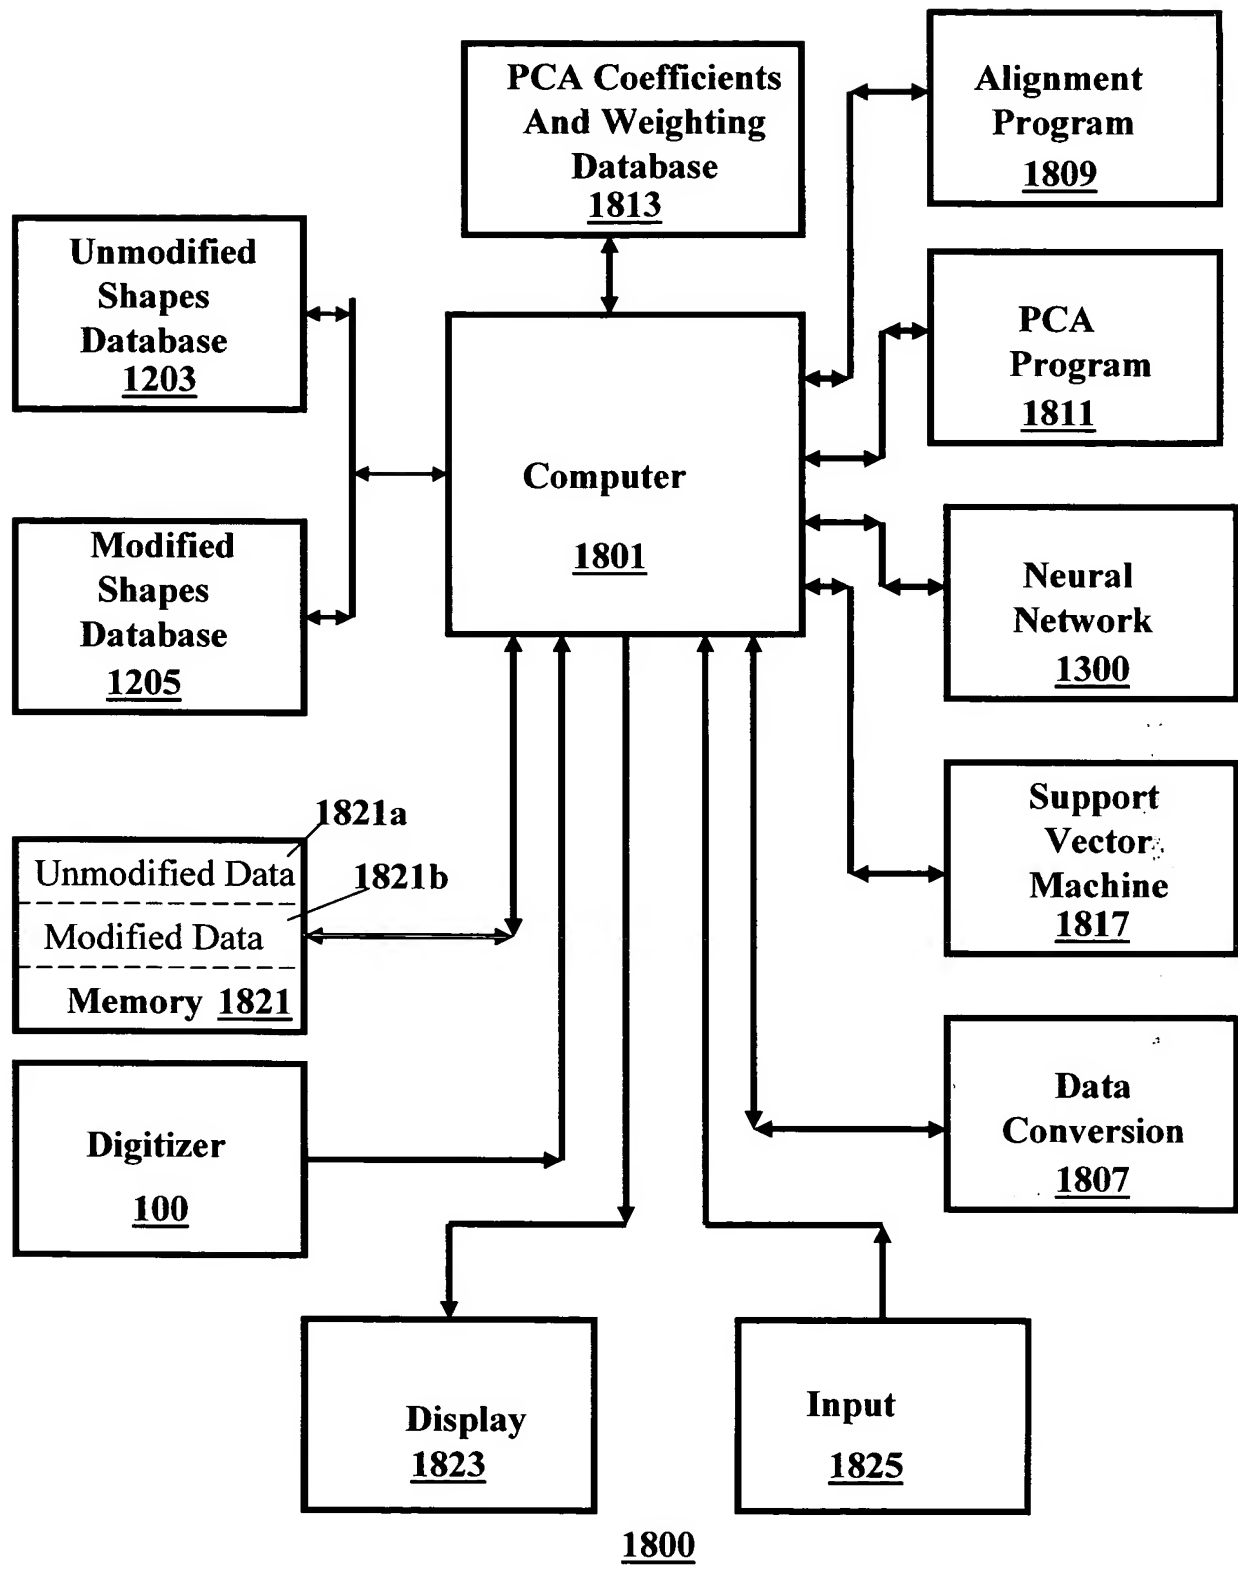 PCA Coefficients
And Weighting
Database
1813
Alignment
Program
1809
Unmodified
Shapes
Database
1203
PCA
Program
1811
Computer
1801
Modified
Shapes
Database
1205
Neural
Network
1300
Support
Vector
Machine
1817
1821a
Unmodified Data
1821b
Modified Data
Memory 1821
Digitizer
100
Data
Conversion
1807
Display
1823
Input
1825
1800